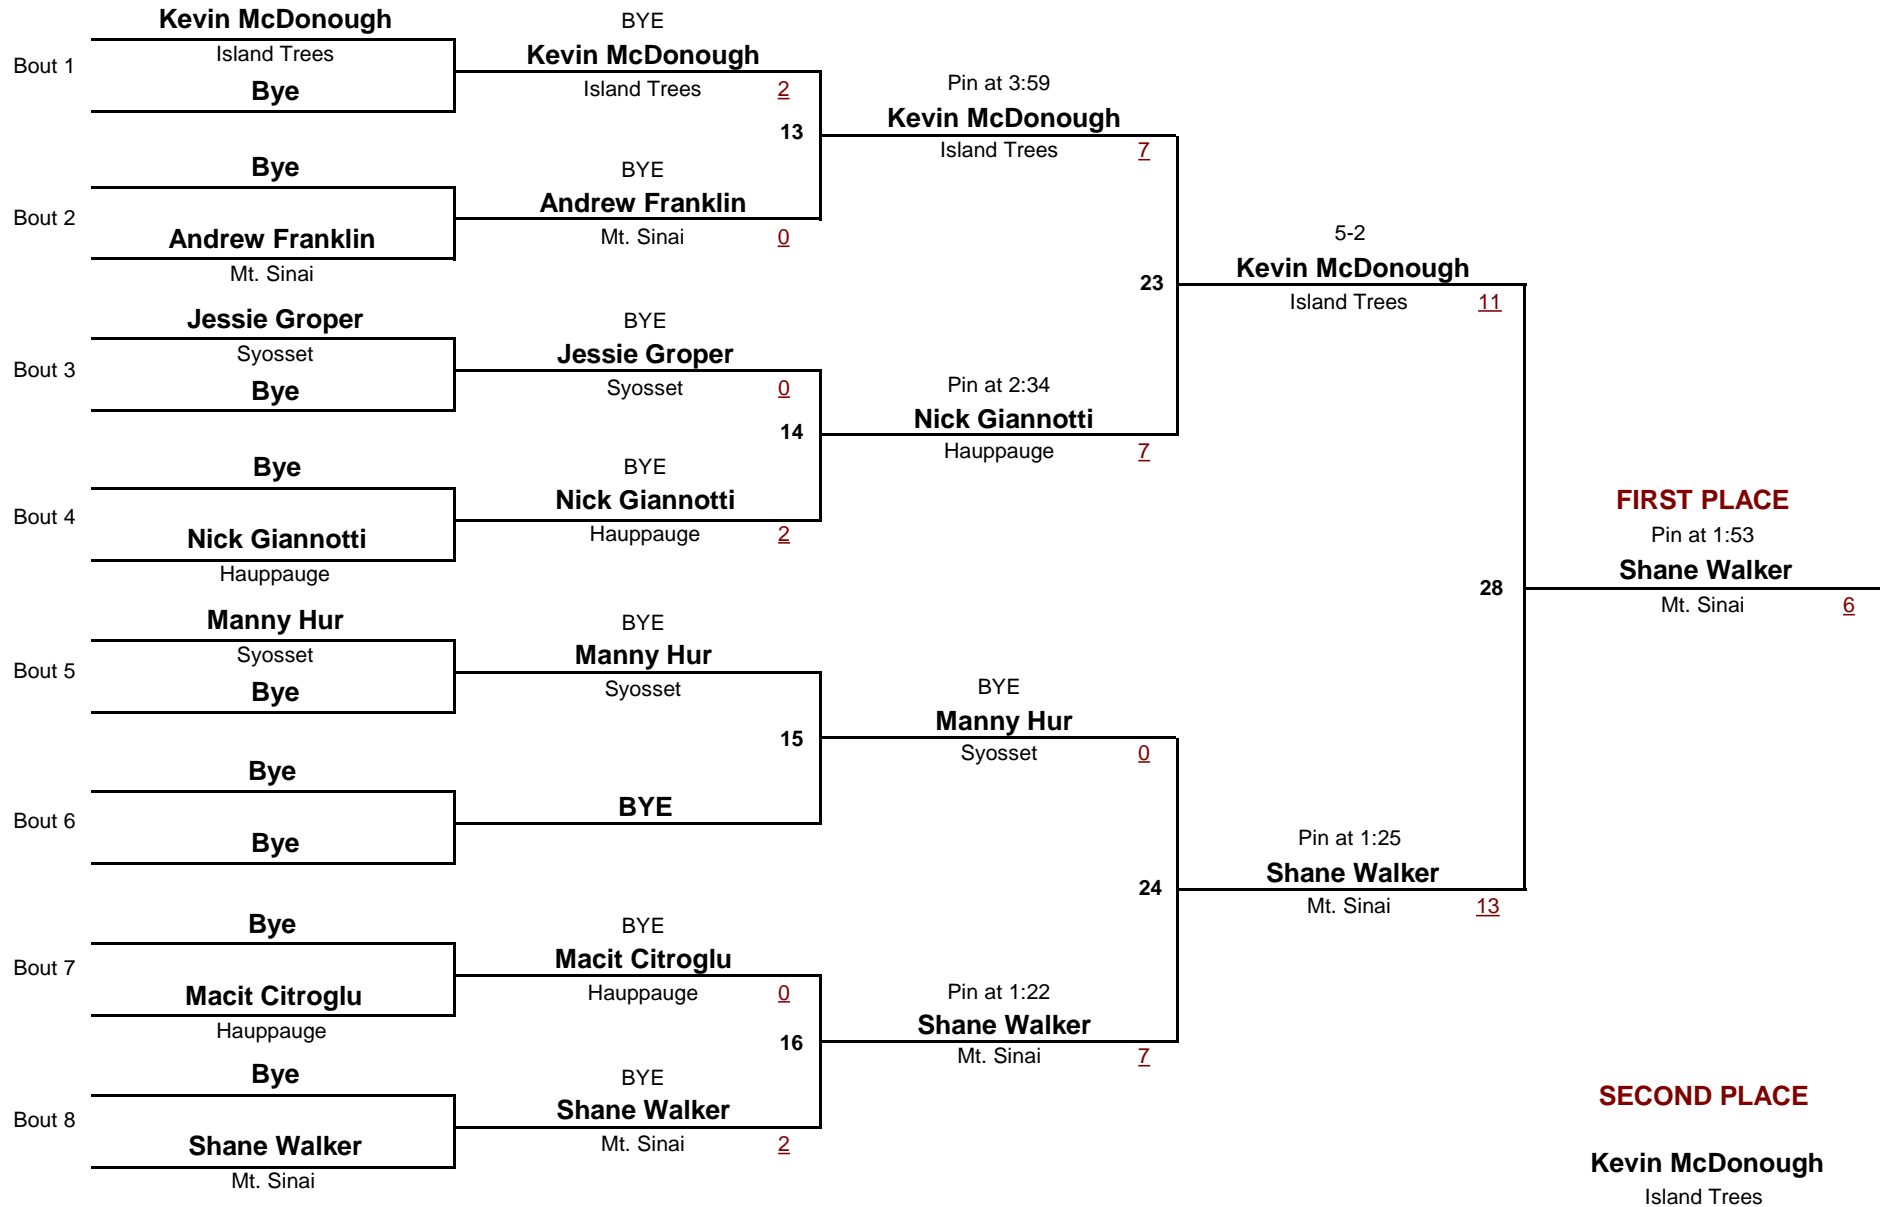 Kevin McDonough
Bout 1
Island Trees
Bye
Bye
Bout 2
Andrew Franklin
Mt. Sinai
Jessie Groper
Bout 3
Syosset
Bye
Bye
Bout 4
Nick Giannotti
Hauppauge
Manny Hur
Bout 5
Syosset
Bye
Bye
Bout 6
Bye
Bye
Bout 7
Macit Citroglu
Hauppauge
Bye
Bout 8
Shane Walker
Mt. Sinai
BYE
Kevin McDonough
Island Trees 2
13
BYE
Andrew Franklin
Mt. Sinai 0
BYE
Jessie Groper
Syosset 0
14
BYE
Nick Giannotti
Hauppauge 2
BYE
Manny Hur
Syosset
15
BYE
BYE
Macit Citroglu
Hauppauge 0
16
BYE
Shane Walker
Mt. Sinai 2
Pin at 3:59
Kevin McDonough
Island Trees 7
23
Pin at 2:34
Nick Giannotti
Hauppauge 7
BYE
Manny Hur
Syosset 0
24
Pin at 1:22
Shane Walker
Mt. Sinai 7
5-2
Kevin McDonough
Island Trees 11
28
Pin at 1:25
Shane Walker
Mt. Sinai 13
FIRST PLACE
Pin at 1:53
Shane Walker
Mt. Sinai 6
SECOND PLACE
Kevin McDonough
Island Trees